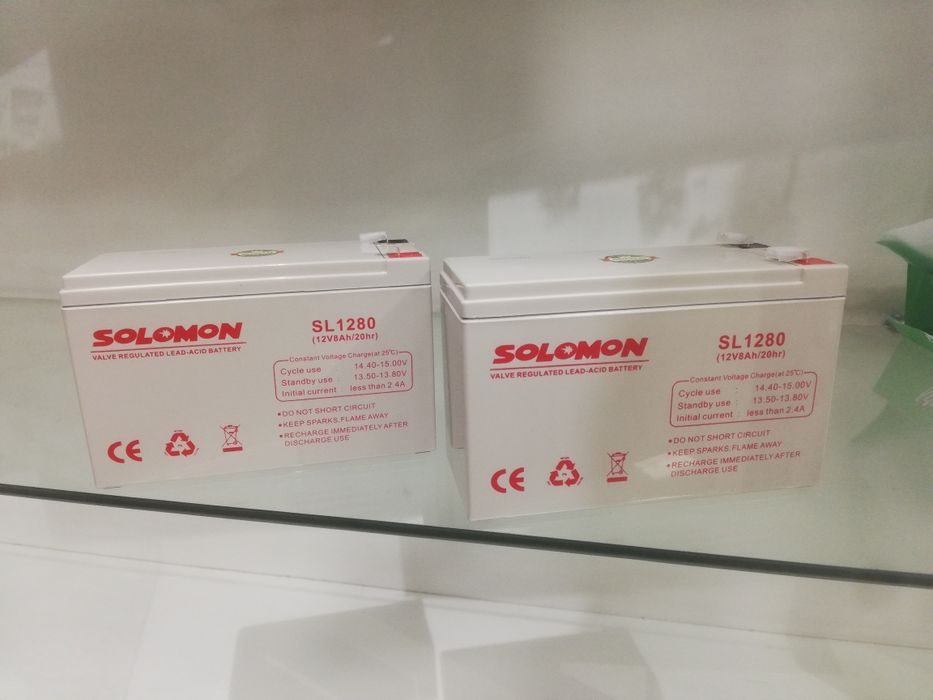 SOLOMON
VALVE REGULATED LEAD-ACID BATTERY
SL1280
(12V8Ah/20hr)
Constant Voltage Charge(at 25℃)
Cycle use : 14.40-15.00V
Standby use : 13.50-13.80V
Initial current : less than 2.4A
•DO NOT SHORT CIRCUIT
•KEEP SPARKS,FLAME AWAY
•RECHARGE IMMEDIATELY AFTER
DISCHARGE USE
CE
SOLOMON
VALVE REGULATED LEAD-ACID BATTERY
SL1280
(12V8Ah/20hr)
Constant Voltage Charge(at 25℃)
Cycle use : 14.40-15.00V
Standby use : 13.50-13.80V
Initial current : less than 2.4A
•DO NOT SHORT CIRCUIT
•KEEP SPARKS,FLAME AWAY
•RECHARGE IMMEDIATELY AFTER
DISCHARGE USE
CE